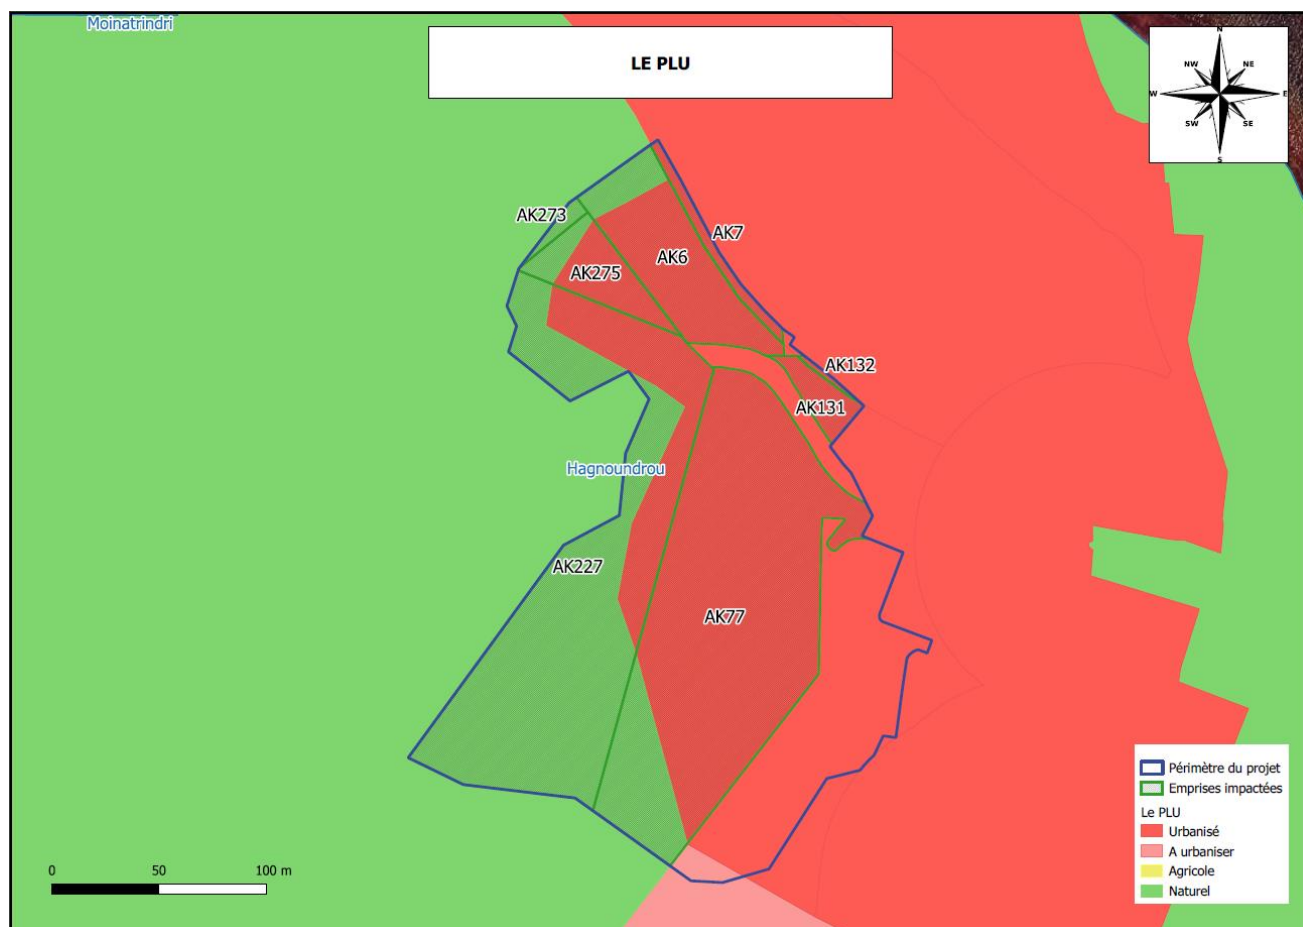 Moinatrindri
LE PLU
N
NW
NE
W
E
SW
SE
S
AK273
AK7
AK6
AK275
AK132
AK131
Hagnoundrou
AK227
AK77
0 50 100 m
Périmètre du projet
Emprises impactées
Le PLU
Urbanisé
A urbaniser
Agricole
Naturel